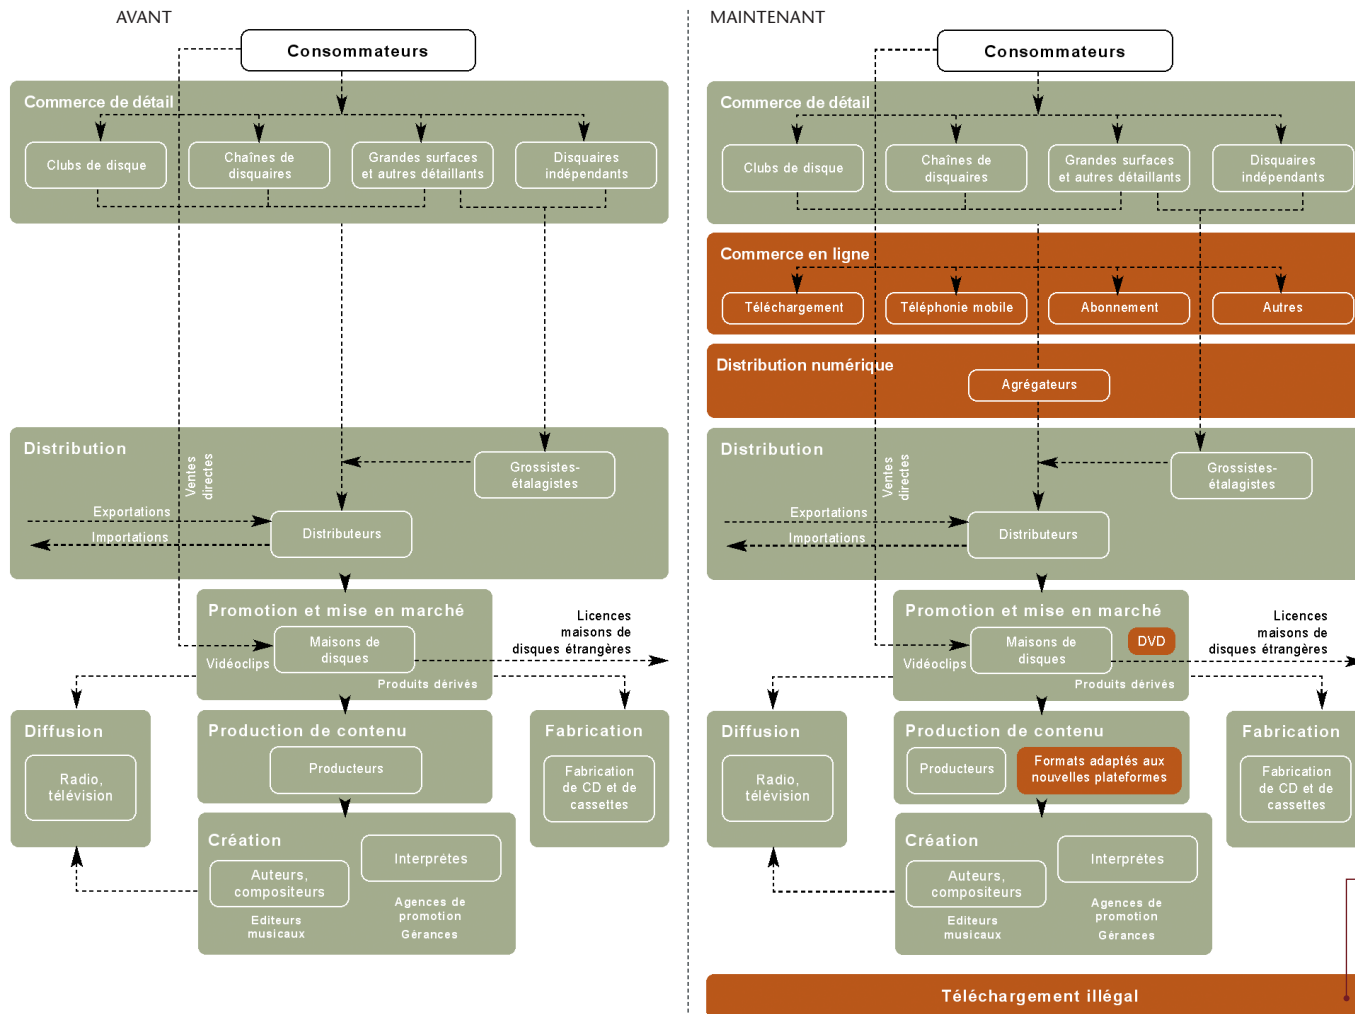 AVANT
Consommateurs
Commerce de détail
Clubs de disque
Chaînes de
disquaires
Grandes surfaces
et autres détaillants
Disquaires
indépendants
Distribution
Ventes
directes
Grossistes-
étalagistes
Exportations
Importations
Distributeurs
Promotion et mise en marché
Maisons de
disques
Vidéoclips
Produits dérivés
Licences
maisons de
disques étrangères
Diffusion
Radio,
télévision
Production de contenu
Producteurs
Fabrication
Fabrication
de CD et de
cassettes
Création
Auteurs,
compositeurs
Editeurs
musicaux
Interprètes
Agences de
promotion
Gérances
MAINTENANT
Consommateurs
Commerce de détail
Clubs de disque
Chaînes de
disquaires
Grandes surfaces
et autres détaillants
Disquaires
indépendants
Commerce en ligne
Téléchargement
Téléphonie mobile
Abonnement
Autres
Distribution numérique
Agrégateurs
Distribution
Ventes
directes
Grossistes-
étalagistes
Exportations
Importations
Distributeurs
Promotion et mise en marché
Maisons de
disques
DVD
Vidéoclips
Produits dérivés
Licences
maisons de
disques étrangères
Diffusion
Radio,
télévision
Production de contenu
Producteurs
Formats adaptés aux
nouvelles plateformes
Fabrication
Fabrication
de CD et de
cassettes
Création
Auteurs,
compositeurs
Editeurs
musicaux
Interprètes
Agences de
promotion
Gérances
Téléchargement illégal